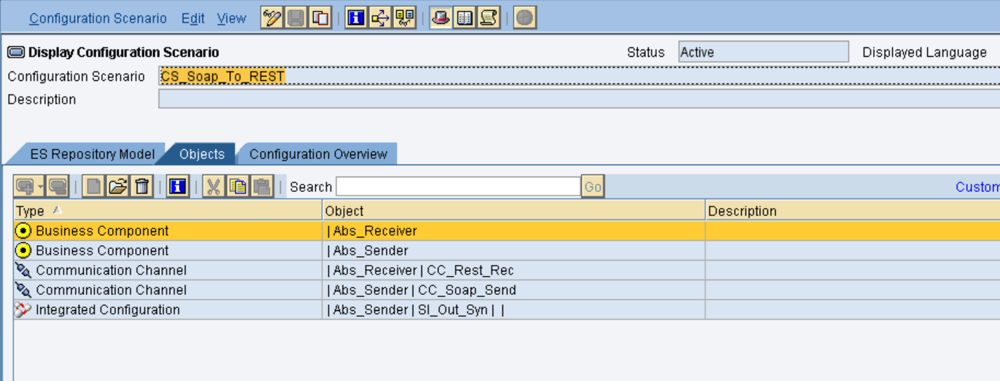 Configuration Scenario Edit View
Display Configuration Scenario Status Active Displayed Language
Configuration Scenario CS_Soap_To_REST
Description
ES Repository Model Objects Configuration Overview
Search Go Custom
Type Object Description
Business Component | Abs_Receiver
Business Component | Abs_Sender
Communication Channel | Abs_Receiver | CC_Rest_Rec
Communication Channel | Abs_Sender | CC_Soap_Send
Integrated Configuration | Abs_Sender | SI_Out_Syn | |